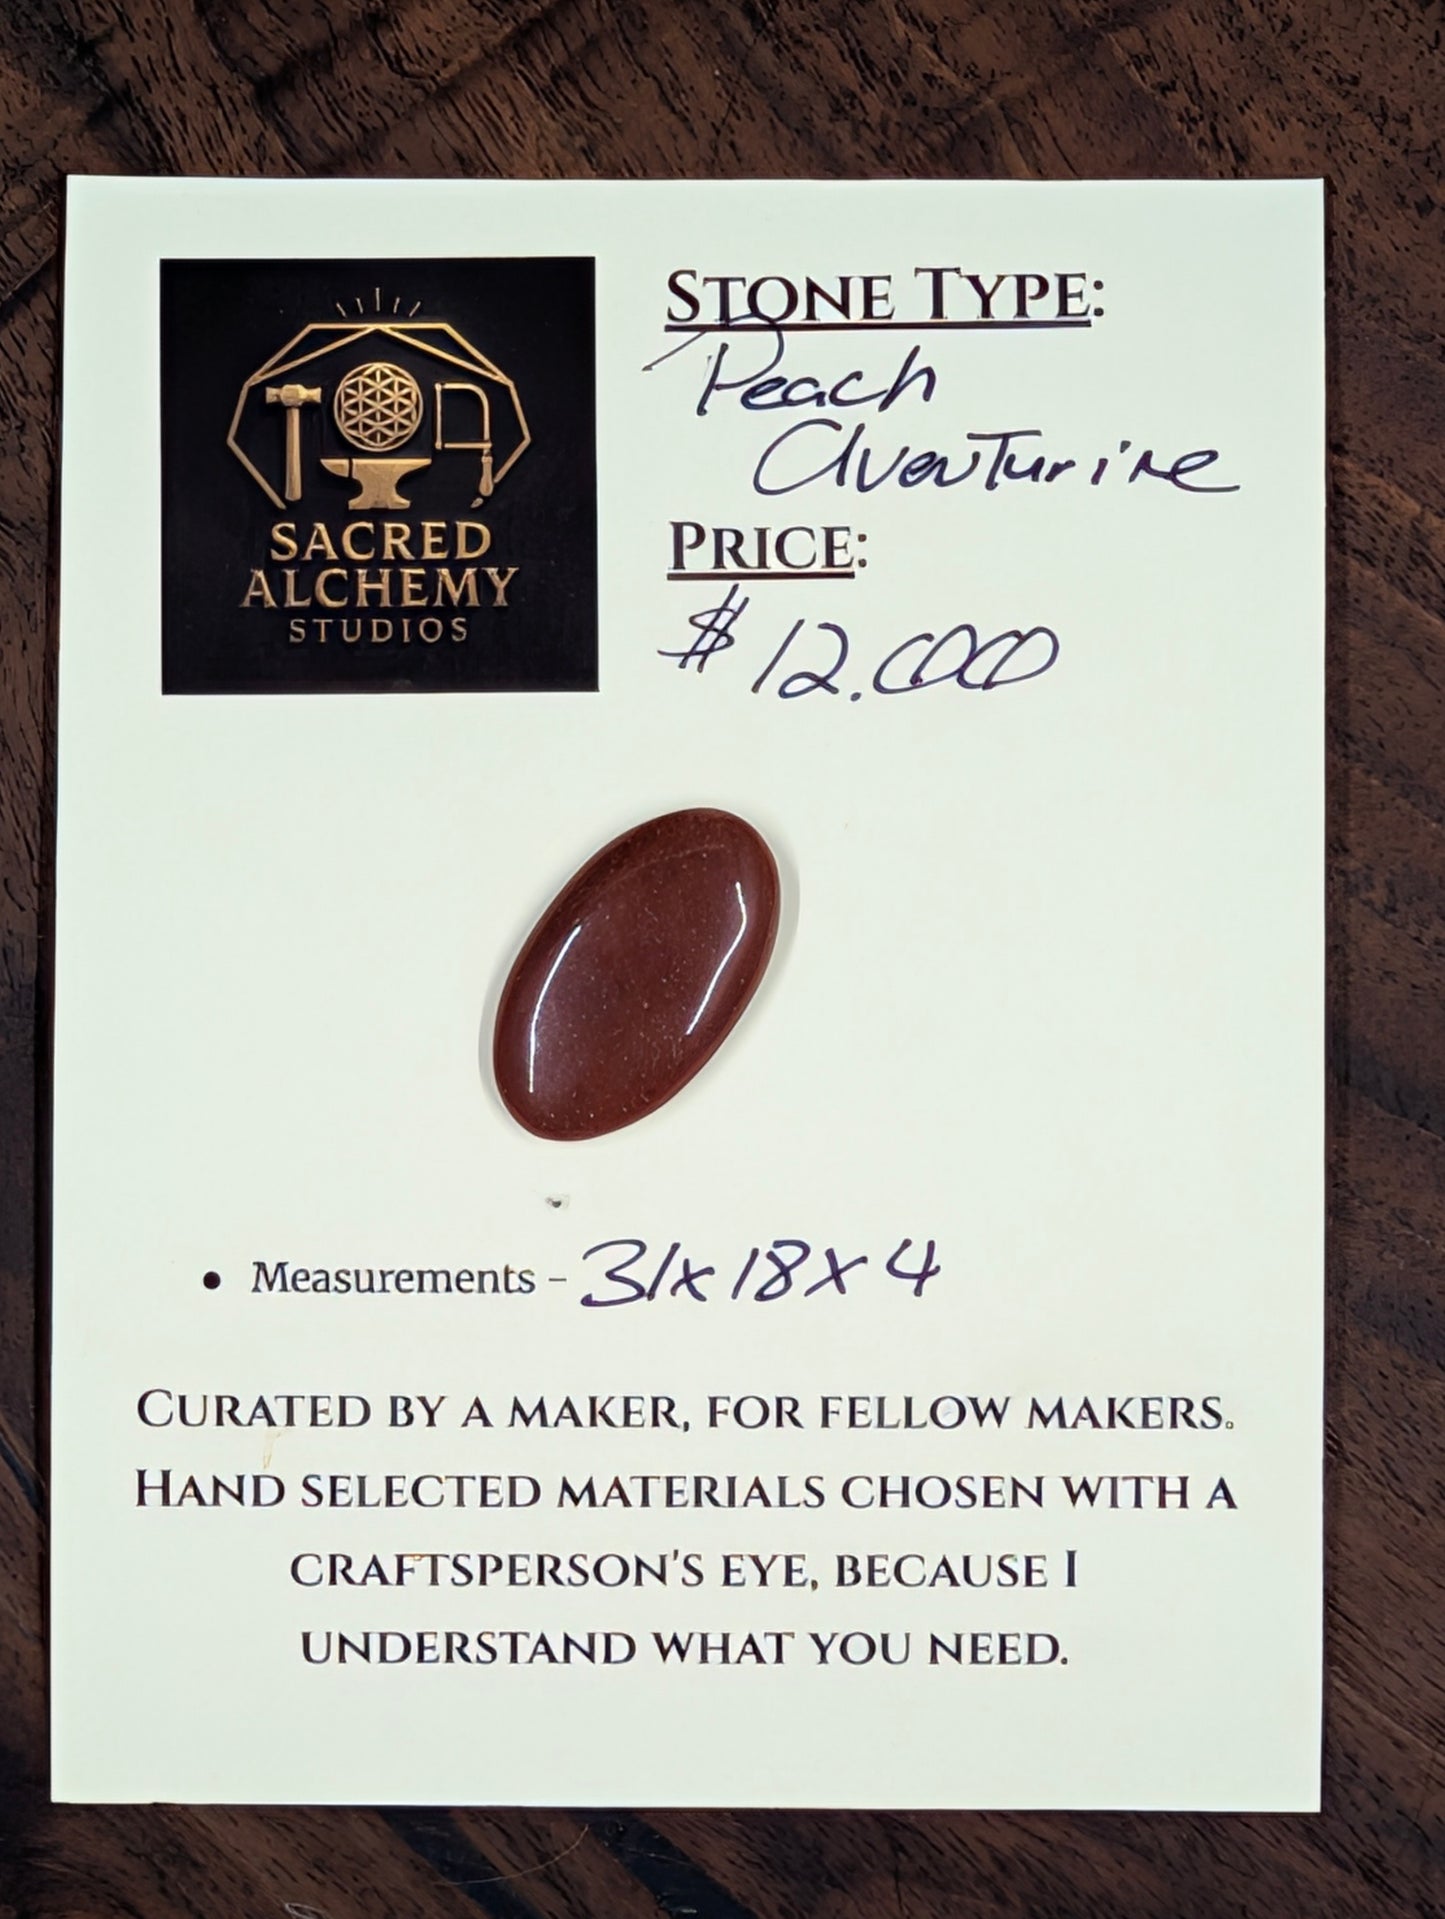 SACRED
ALCHEMY
STUDIOS
STONE TYPE:
Peach
Aventurine
PRICE:
$ 12.00
• Measurements - 31x18x4
CURATED BY A MAKER, FOR FELLOW MAKERS.
HAND SELECTED MATERIALS CHOSEN WITH A
CRAFTSPERSON'S EYE, BECAUSE I
UNDERSTAND WHAT YOU NEED.